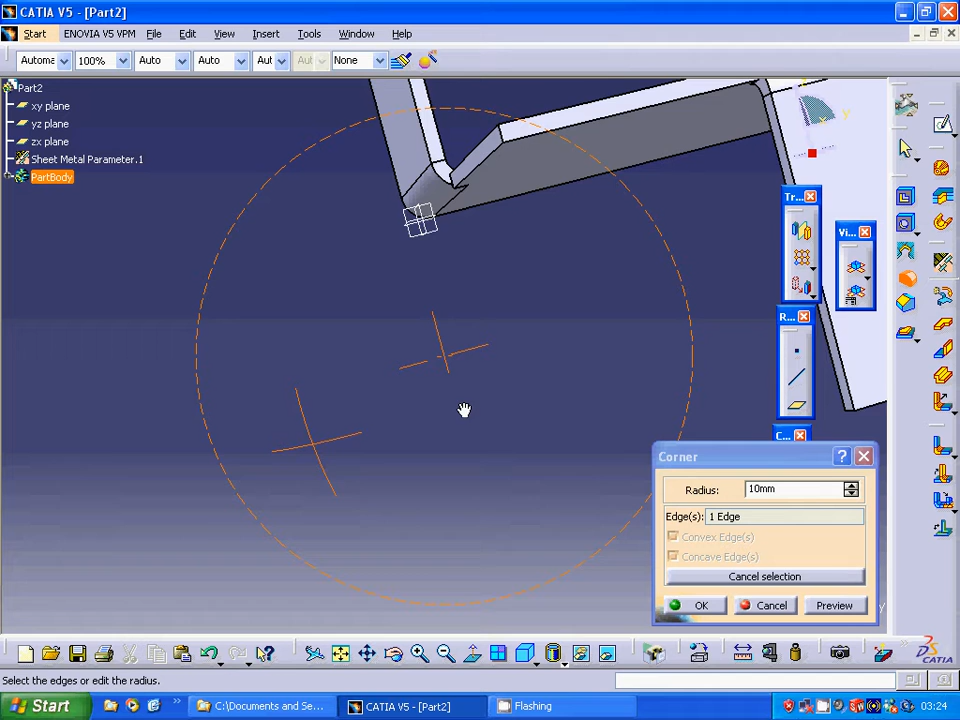 CATIA V5 - [Part2]
Start ENOVIA V5 VPM File Edit View Insert Tools Window Help
Automa 100% Auto Auto Aut Aut None
Part2
xy plane
yz plane
zx plane
Sheet Metal Parameter.1
PartBody
Tr...
Vi...
R...
C...
Corner
Radius: 10mm
Edge(s): 1 Edge
Convex Edge(s)
Concave Edge(s)
Cancel selection
OK Cancel Preview
CATIA
Select the edges or edit the radius.
Start C:\Documents and Se... CATIA V5 - [Part2] Flashing 03:24